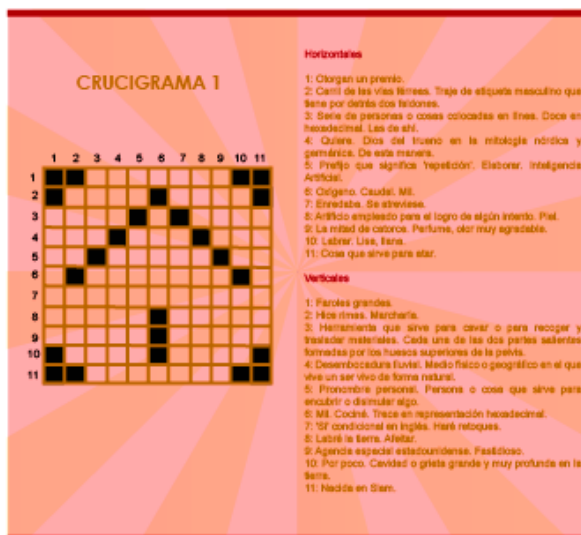 CRUCIGRAMA 1
1 2 3 4 5 6 7 8 9 10 11
1
2
3
4
5
6
7
8
9
10
11
Horizontales
1: Otorgan un premio.
2: Carril de las vías férreas. Traje de etiqueta masculino que
tiene por detrás dos faldones.
3: Serie de personas o cosas colocadas en línea. Doce en
hexadecimal. Las de ahí.
4: Quiere. Dios del trueno en la mitología nórdica y
germánica. De esta manera.
5: Prefijo que significa 'repetición'. Elaborar. Inteligencia
Artificial.
6: Oxígeno. Caudal. Mil.
7: Enredaba. Se atreviese.
8: Artificio empleado para el logro de algún intento. Piel.
9: La mitad de catorce. Perfume, olor muy agradable.
10: Labrar. Lisa, llana.
11: Cosa que sirve para atar.
Verticales
1: Faroles grandes.
2: Hice rimas. Marcharía.
3: Herramienta que sirve para cavar o para recoger y
trasladar materiales. Cada una de las dos partes salientes
formadas por los huesos superiores de la pelvis.
4: Desembocadura fluvial. Medio físico o geográfico en el que
vive un ser vivo de forma natural.
5: Pronombre personal. Persona o cosa que sirve para
encubrir o disimular algo.
6: Mil. Cociné. Trece en representación hexadecimal.
7: 'Sí' condicional en inglés. Haré retoques.
8: Labré la tierra. Afeitar.
9: Agencia espacial estadounidense. Fastidioso.
10: Por poco. Cavidad o grieta grande y muy profunda en la
tierra.
11: Nacida en Siam.